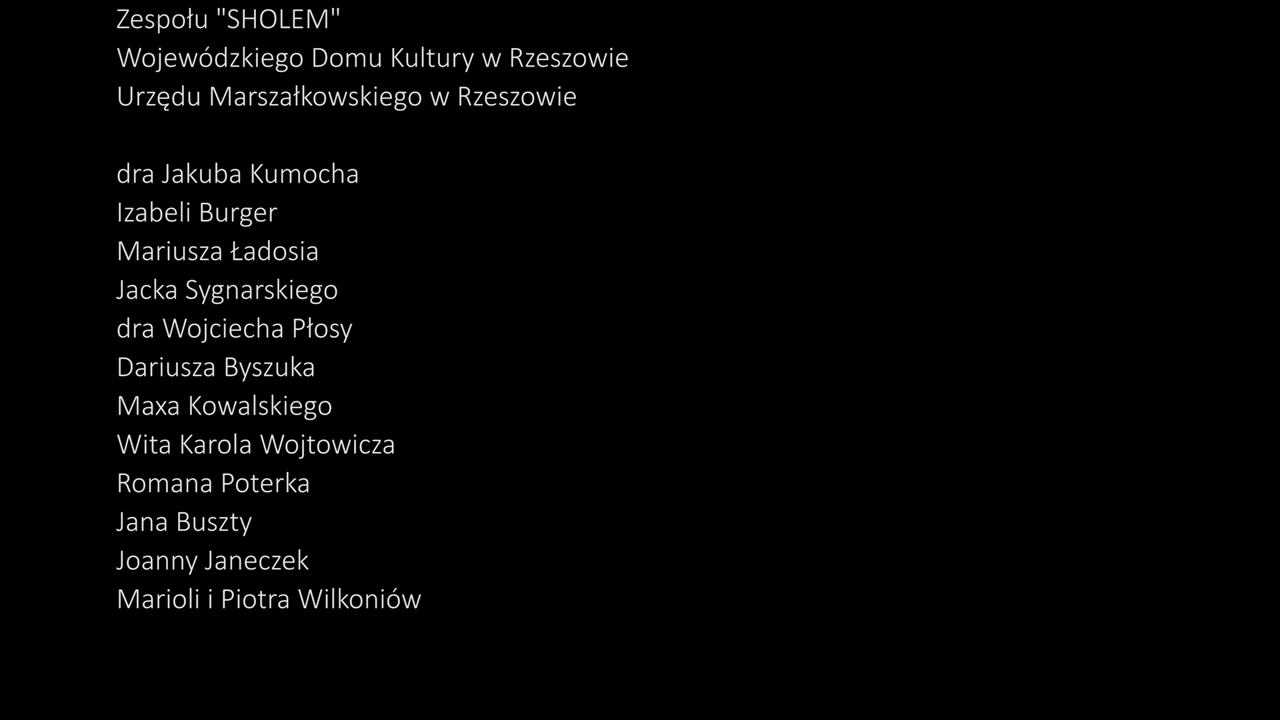 Zespołu "SHOLEM"
Wojewódzkiego Domu Kultury w Rzeszowie
Urzędu Marszałkowskiego w Rzeszowie
dra Jakuba Kumocha
Izabeli Burger
Mariusza Ładosia
Jacka Sygnarskiego
dra Wojciecha Płosy
Dariusza Byszuka
Maxa Kowalskiego
Wita Karola Wojtowicza
Romana Poterka
Jana Buszty
Joanny Janeczek
Marioli i Piotra Wilkoniów